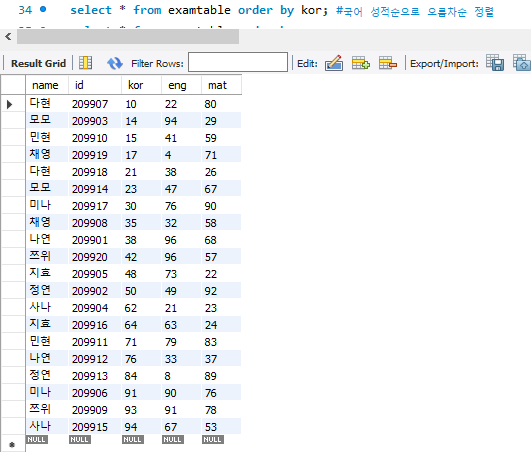 34 select * from examtable order by kor; #국어 성적순으로 오름차순 정렬
Result Grid Filter Rows: Edit: Export/Import:
name id kor eng mat
다현 209907 10 22 80
모모 209903 14 94 29
민현 209910 15 41 59
채영 209919 17 4 71
다현 209918 21 38 26
모모 209914 23 47 67
미나 209917 30 76 90
채영 209908 35 32 58
나연 209901 38 96 68
쯔위 209920 42 96 57
지효 209905 48 73 22
정연 209902 50 49 92
사나 209904 62 21 23
지효 209916 64 63 24
민현 209911 71 79 83
나연 209912 76 33 37
정연 209913 84 8 89
미나 209906 91 90 76
쯔위 209909 93 91 78
사나 209915 94 67 53
NULL NULL NULL NULL NULL